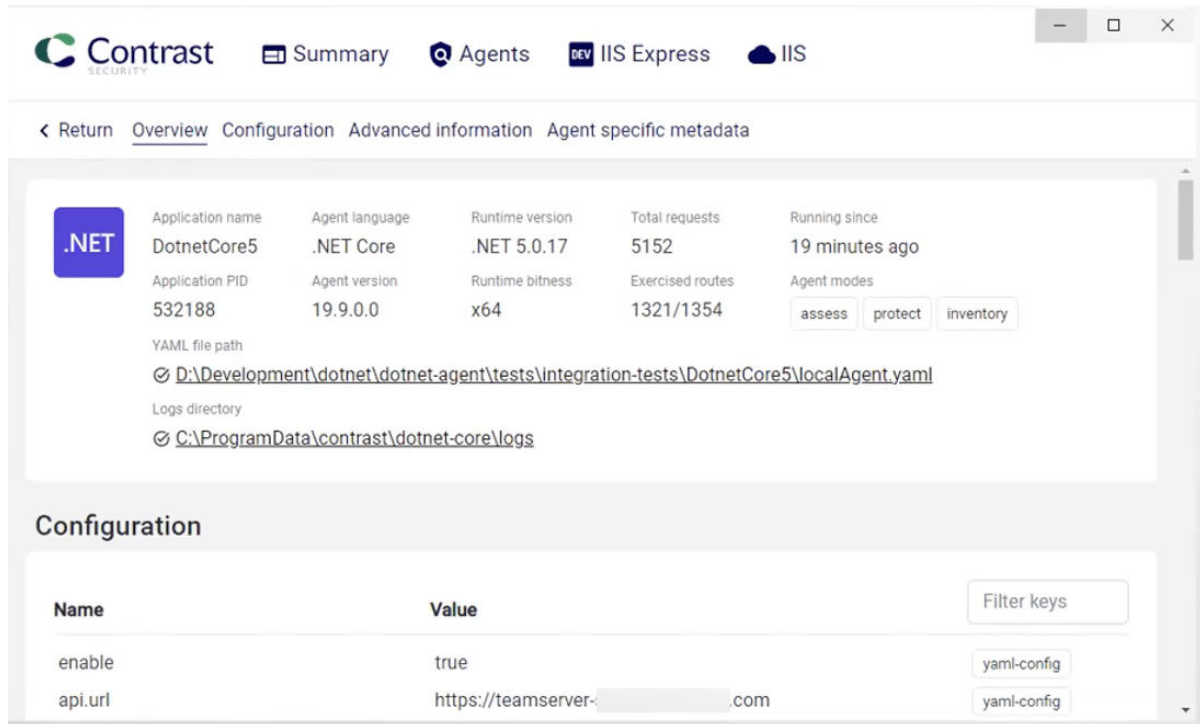 Contrast Summary Agents DEV IIS Express IIS
SECURITY
Return Overview Configuration Advanced information Agent specific metadata
.NET
Application name Agent language Runtime version Total requests Running since
DotnetCore5 .NET Core .NET 5.0.17 5152 19 minutes ago
Application PID Agent version Runtime bitness Exercised routes Agent modes
532188 19.9.0.0 x64 1321/1354 assess protect inventory
YAML file path
D:\Development\dotnet\dotnet-agent\tests\integration-tests\DotnetCore5\localAgent.yaml
Logs directory
C:\ProgramData\contrast\dotnet-core\logs
Configuration
Name Value Filter keys
enable true yaml-config
api.url https://teamserver- .com yaml-config